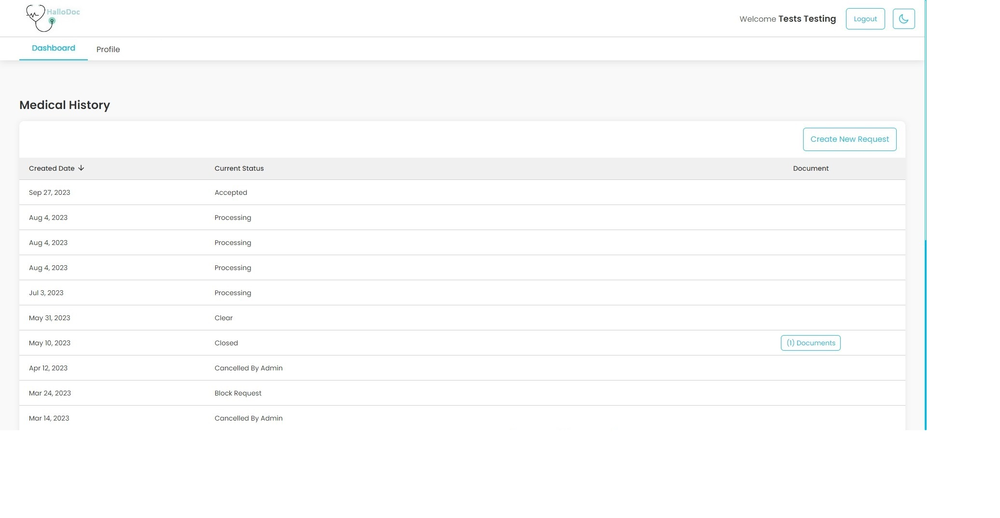 HalloDoc
Welcome Tests Testing Logout
Dashboard Profile
Medical History
Create New Request
Created Date Current Status Document
Sep 27, 2023 Accepted
Aug 4, 2023 Processing
Aug 4, 2023 Processing
Aug 4, 2023 Processing
Jul 3, 2023 Processing
May 31, 2023 Clear
May 10, 2023 Closed (1) Documents
Apr 12, 2023 Cancelled By Admin
Mar 24, 2023 Block Request
Mar 14, 2023 Cancelled By Admin